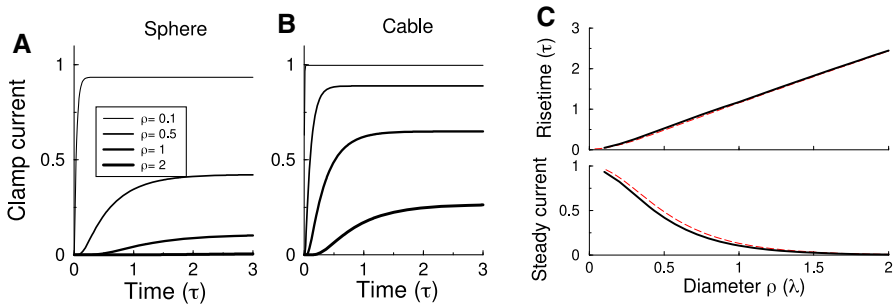 A
Sphere
Clamp current
1
0.5
0
0
1
2
3
Time (τ)
ρ= 0.1
ρ= 0.5
ρ= 1
ρ= 2
B
Cable
1
0.5
0
0
1
2
3
Time (τ)
C
Risetime (τ)
3
2
1
0
Steady current
1
0.5
0
0
0.5
1
1.5
2
Diameter ρ (λ)